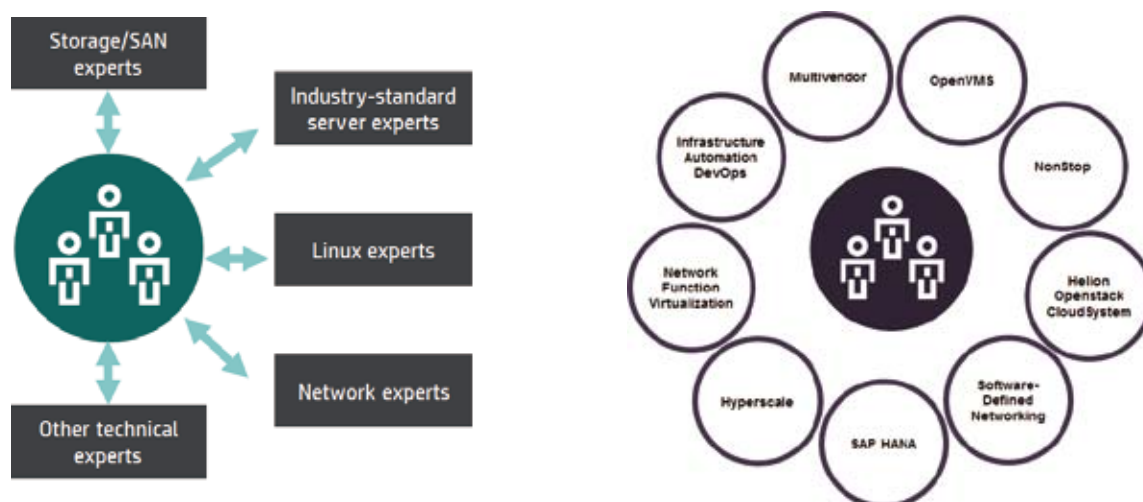 Storage/SAN
experts
Industry-standard
server experts
Linux experts
Network experts
Other technical
experts
Multivendor
OpenVMS
NonStop
Helion
Openstack
CloudSystem
Software-
Defined
Networking
SAP HANA
Hyperscale
Network
Function
Virtualization
Infrastructure
Automation
DevOps